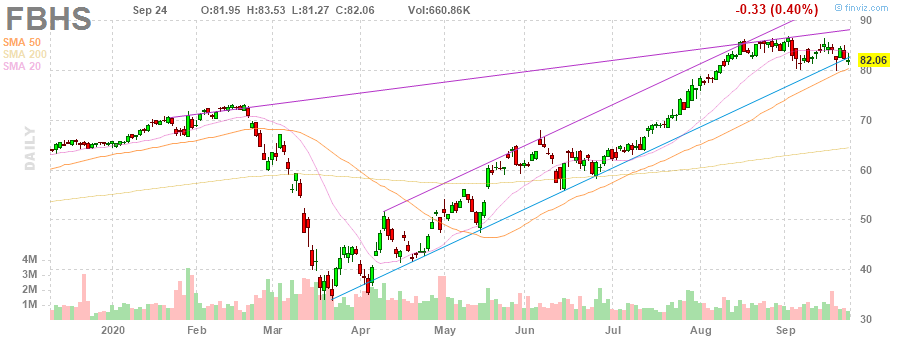 FBHS Sep 24 O:81.95 H:83.53 L:81.27 C:82.06 Vol:660.86K -0.33 (0.40%) © finviz.com
SMA 50
SMA 200
SMA 20
DAILY
90
82.06
80
70
60
50
40
30
4M
3M
2M
1M
2020 Feb Mar Apr May Jun Jul Aug Sep